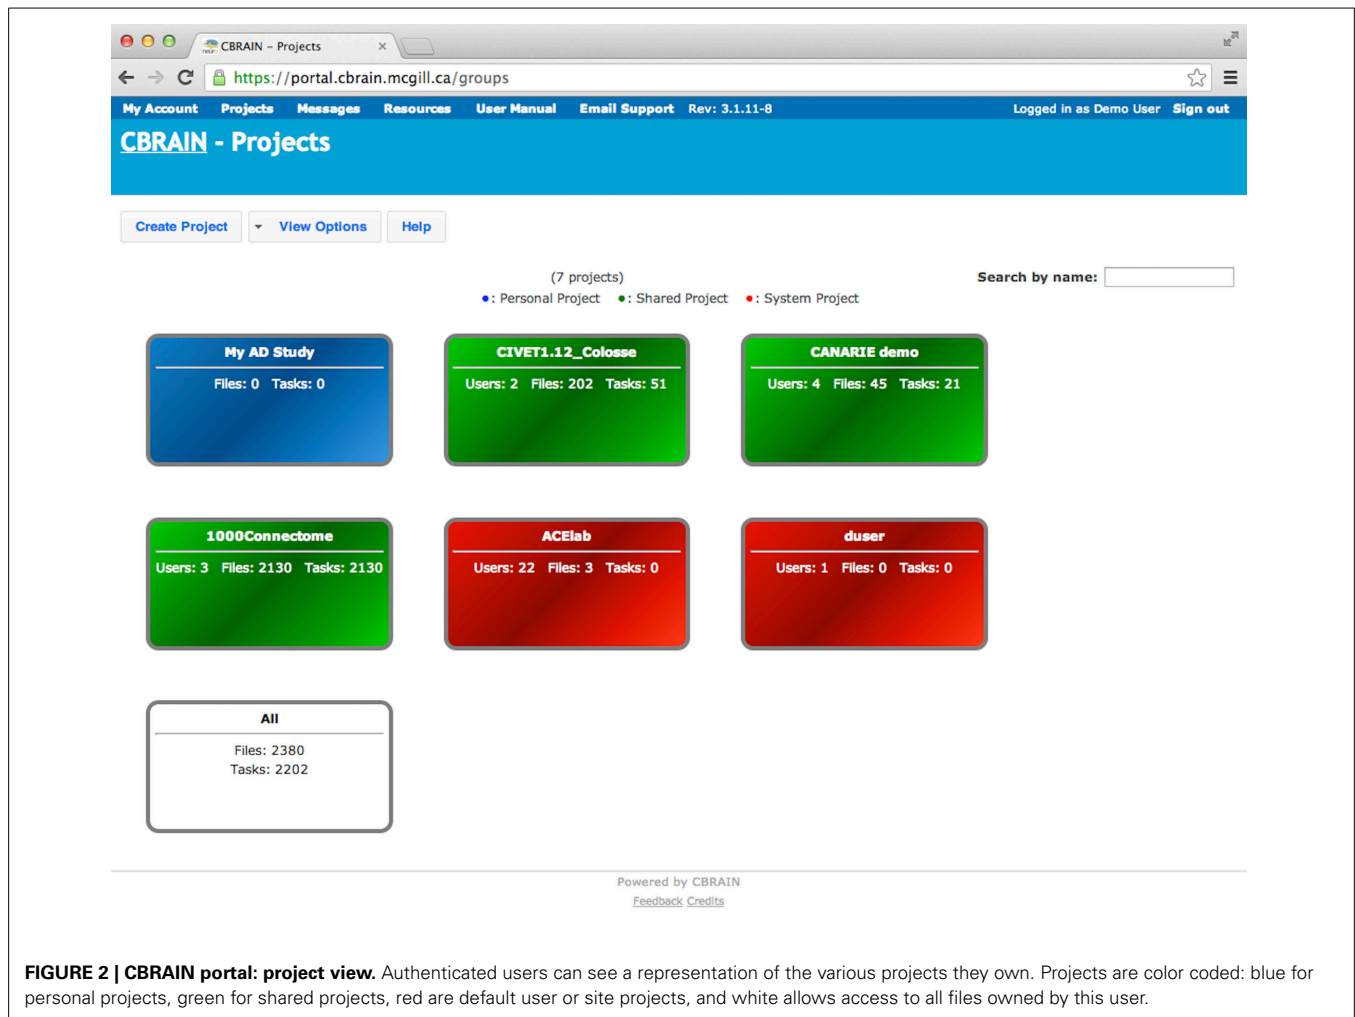 CBRAIN – Projects
https://portal.cbrain.mcgill.ca/groups
My Account Projects Messages Resources User Manual Email Support Rev: 3.1.11-8 Logged in as Demo User Sign out
CBRAIN - Projects
Create Project View Options Help
(7 projects) Search by name:
: Personal Project : Shared Project : System Project
My AD Study CIVET1.12_Colosse CANARIE demo
Files: 0 Tasks: 0 Users: 2 Files: 202 Tasks: 51 Users: 4 Files: 45 Tasks: 21
1000Connectome ACElab duser
Users: 3 Files: 2130 Tasks: 2130 Users: 22 Files: 3 Tasks: 0 Users: 1 Files: 0 Tasks: 0
All
Files: 2380
Tasks: 2202
Powered by CBRAIN
Feedback Credits
FIGURE 2 | CBRAIN portal: project view. Authenticated users can see a representation of the various projects they own. Projects are color coded: blue for
personal projects, green for shared projects, red are default user or site projects, and white allows access to all files owned by this user.